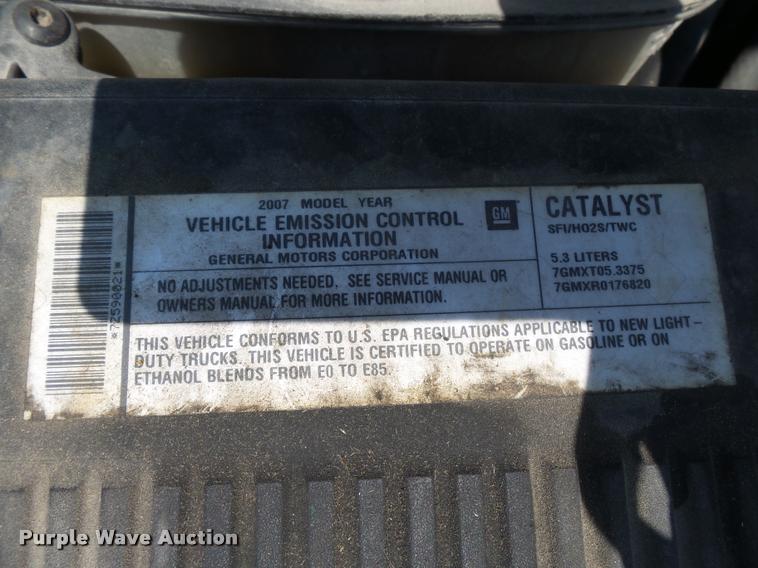 2007 MODEL YEAR
VEHICLE EMISSION CONTROL
INFORMATION
GENERAL MOTORS CORPORATION
GM
NO ADJUSTMENTS NEEDED. SEE SERVICE MANUAL OR
OWNERS MANUAL FOR MORE INFORMATION.
CATALYST
SFI/HO2S/TWC
5.3 LITERS
7GMXT05.3375
7GMXR0176820
THIS VEHICLE CONFORMS TO U.S. EPA REGULATIONS APPLICABLE TO NEW LIGHT-
DUTY TRUCKS. THIS VEHICLE IS CERTIFIED TO OPERATE ON GASOLINE OR ON
ETHANOL BLENDS FROM E0 TO E85.
*72590021*
Purple Wave Auction